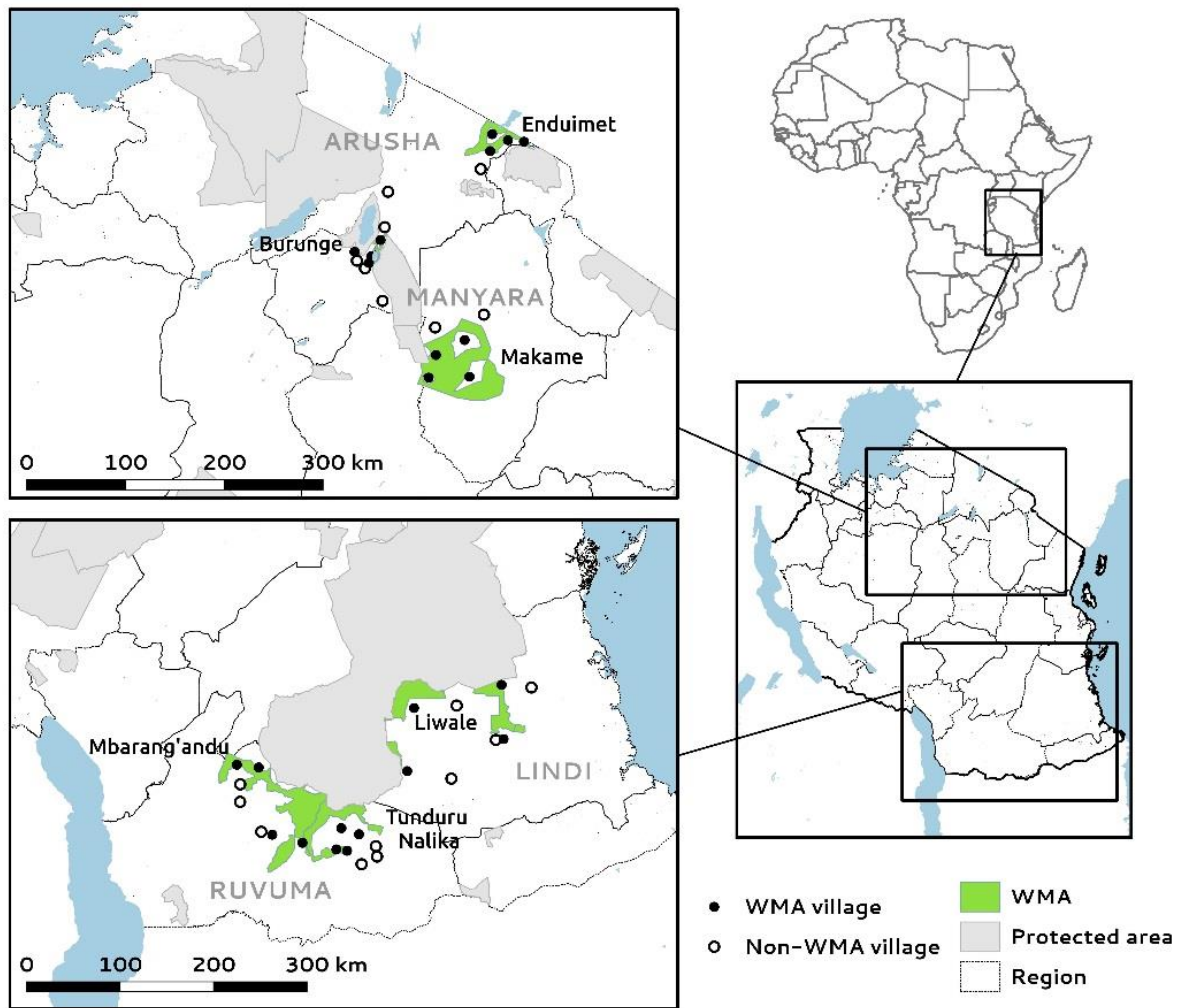 ARUSHA
Enduimet
Burunge
MANYARA
Makame
0 100 200 300 km
Liwale
Mbarang'andu
LINDI
Tunduru
Nalika
RUVUMA
0 100 200 300 km
WMA village
Non-WMA village
WMA
Protected area
Region